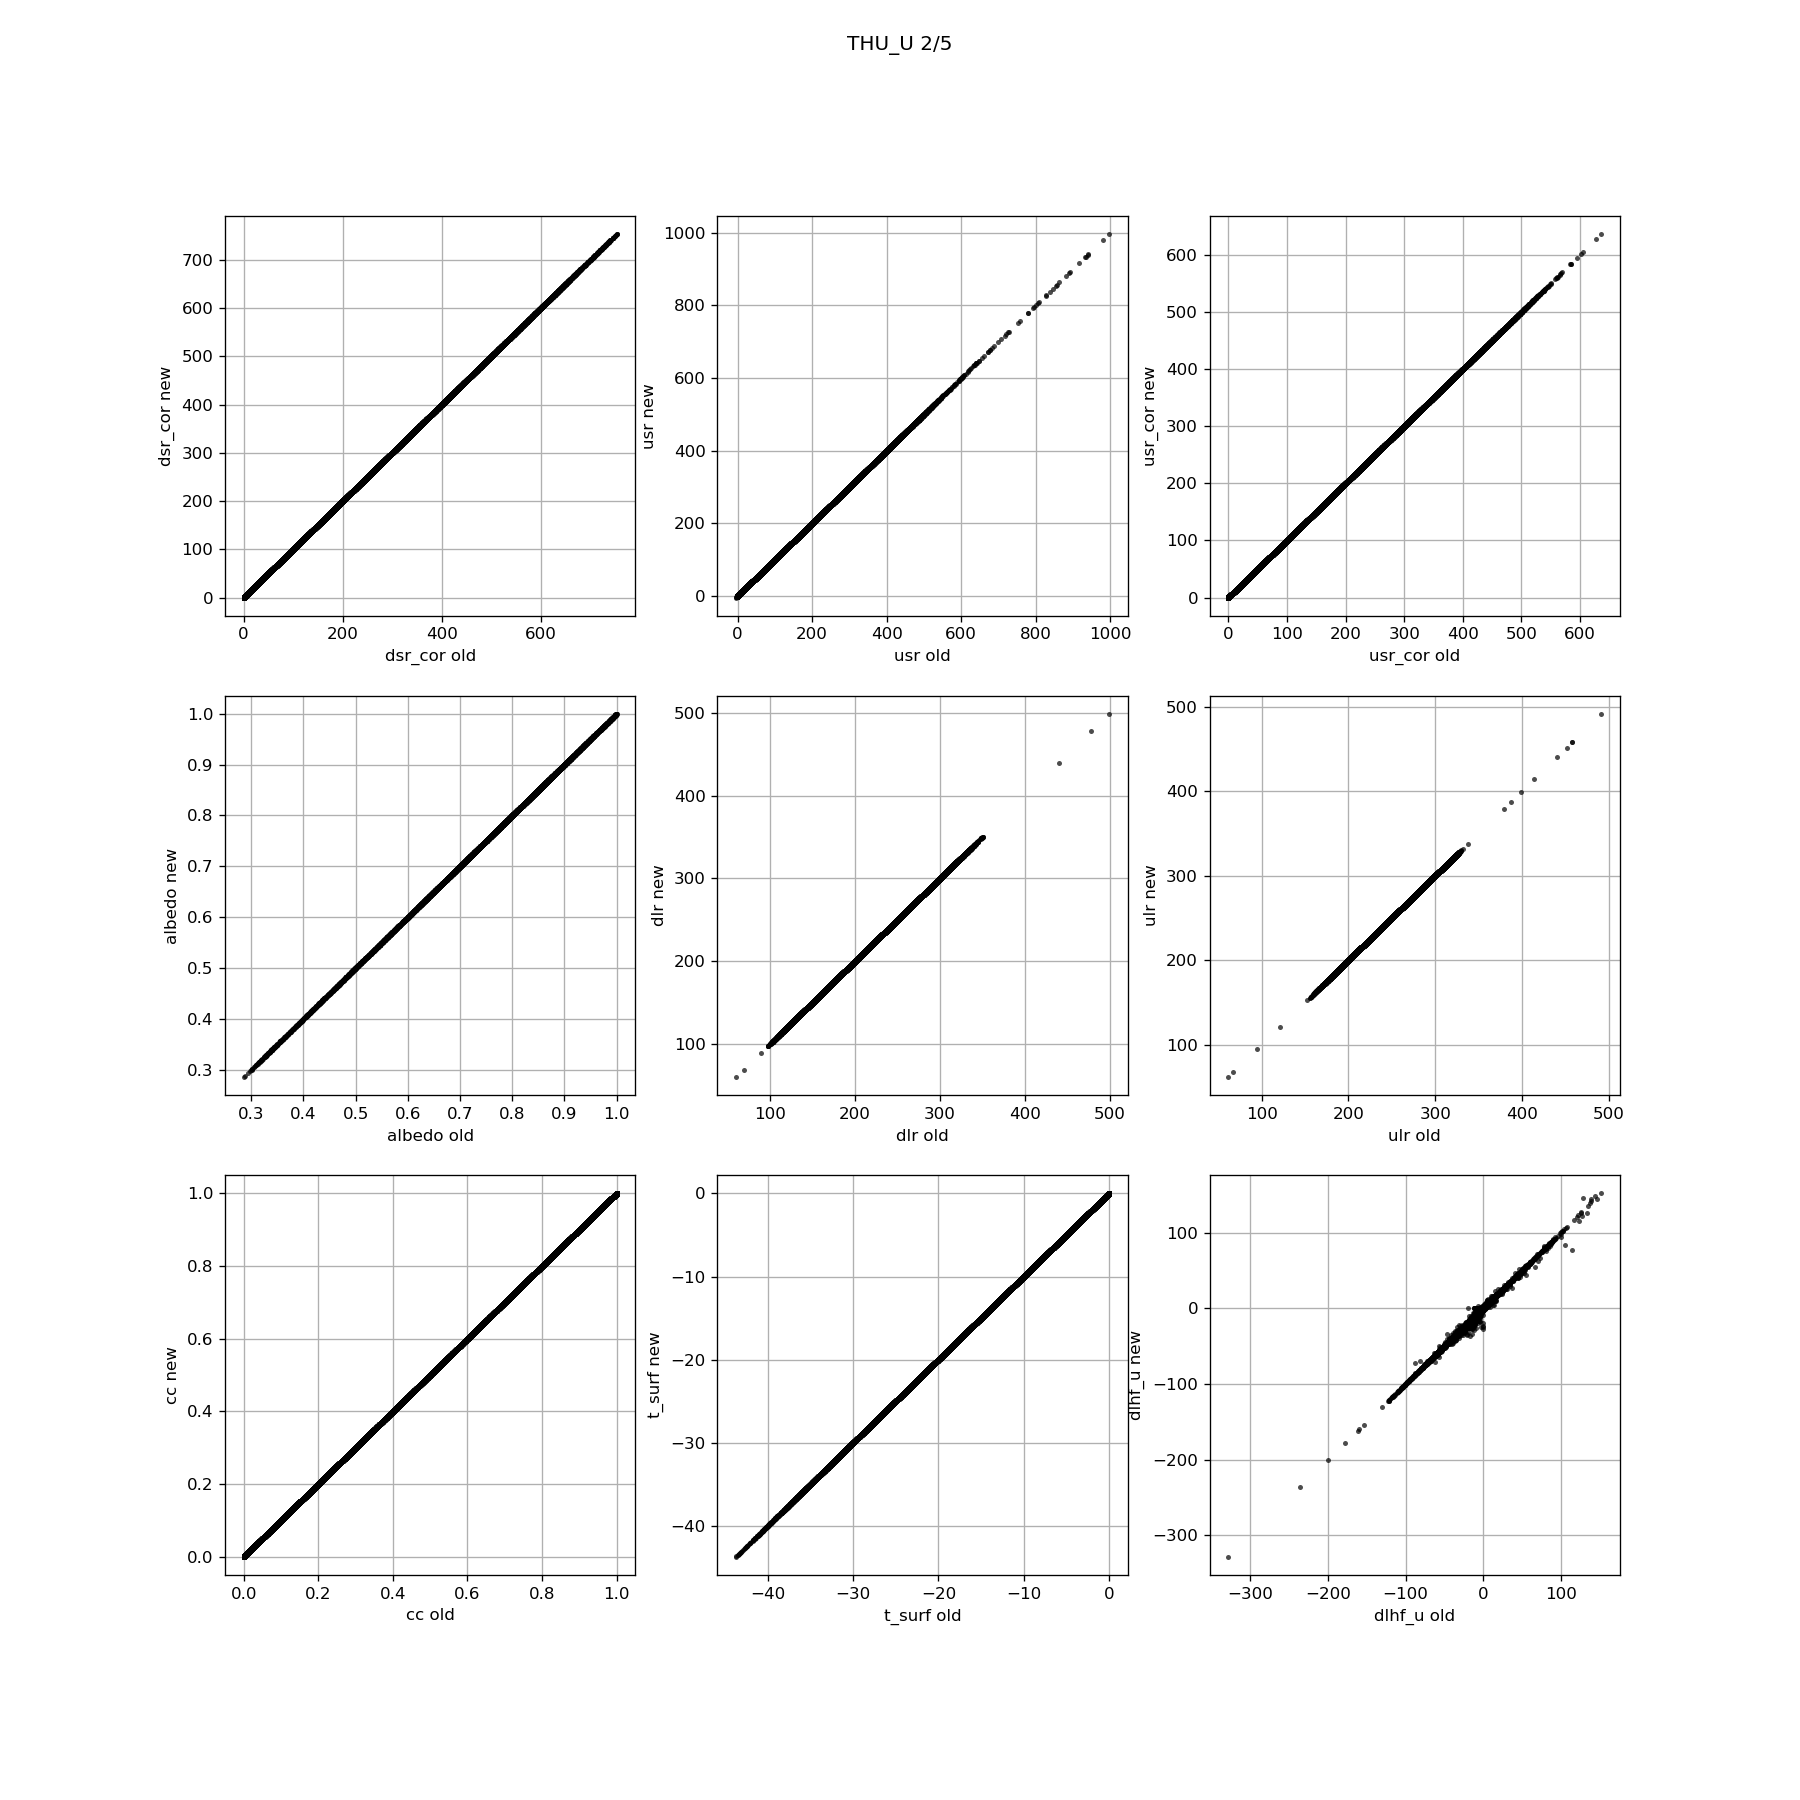 THU_U 2/5
dsr_cor new
700
600
500
400
300
200
100
0
0 200 400 600
dsr_cor old
usr new
1000
800
600
400
200
0
0 200 400 600 800 1000
usr old
usr_cor new
600
500
400
300
200
100
0
0 100 200 300 400 500 600
usr_cor old
albedo new
1.0
0.9
0.8
0.7
0.6
0.5
0.4
0.3
0.3 0.4 0.5 0.6 0.7 0.8 0.9 1.0
albedo old
dlr new
500
400
300
200
100
100 200 300 400 500
dlr old
ulr new
500
400
300
200
100
100 200 300 400 500
ulr old
cc new
1.0
0.8
0.6
0.4
0.2
0.0
0.0 0.2 0.4 0.6 0.8 1.0
cc old
t_surf new
0
−10
−20
−30
−40
−40 −30 −20 −10 0
t_surf old
dlhf_u new
100
0
−100
−200
−300
−300 −200 −100 0 100
dlhf_u old